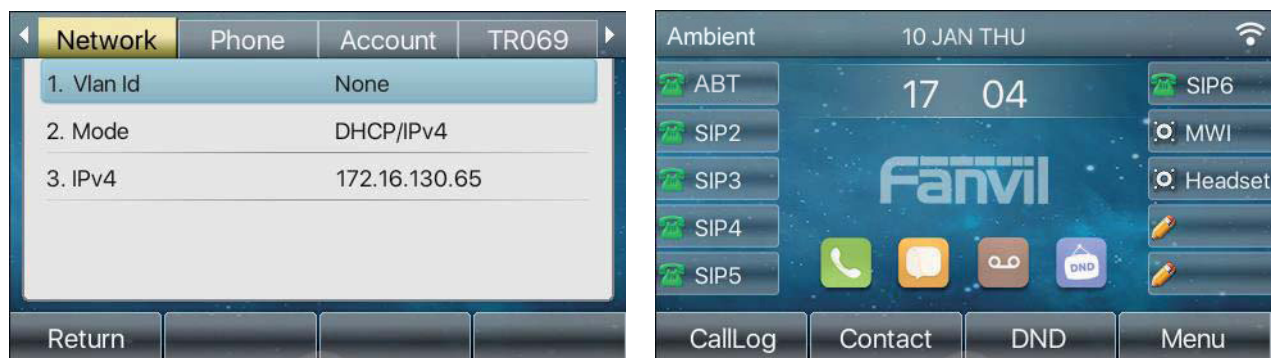 Network Phone Account TR069
1. Vlan Id None
2. Mode DHCP/IPv4
3. IPv4 172.16.130.65
Return
Ambient 10 JAN THU
17 04
ABT
SIP2
SIP3
SIP4
SIP5
Fanvil
DND
SIP6
MWI
Headset
CallLog Contact DND Menu